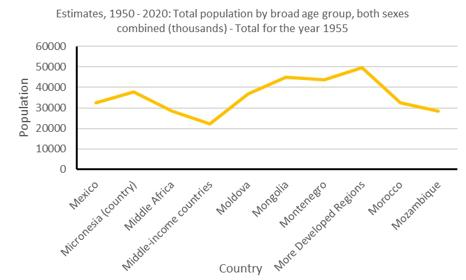 Estimates, 1950 - 2020: Total population by broad age group, both sexes
combined (thousands) - Total for the year 1955
60000
50000
40000
30000
20000
10000
0
Population
Mexico
Micronesia (country)
Middle Africa
Middle-income countries
Moldova
Mongolia
Montenegro
More Developed Regions
Morocco
Mozambique
Country